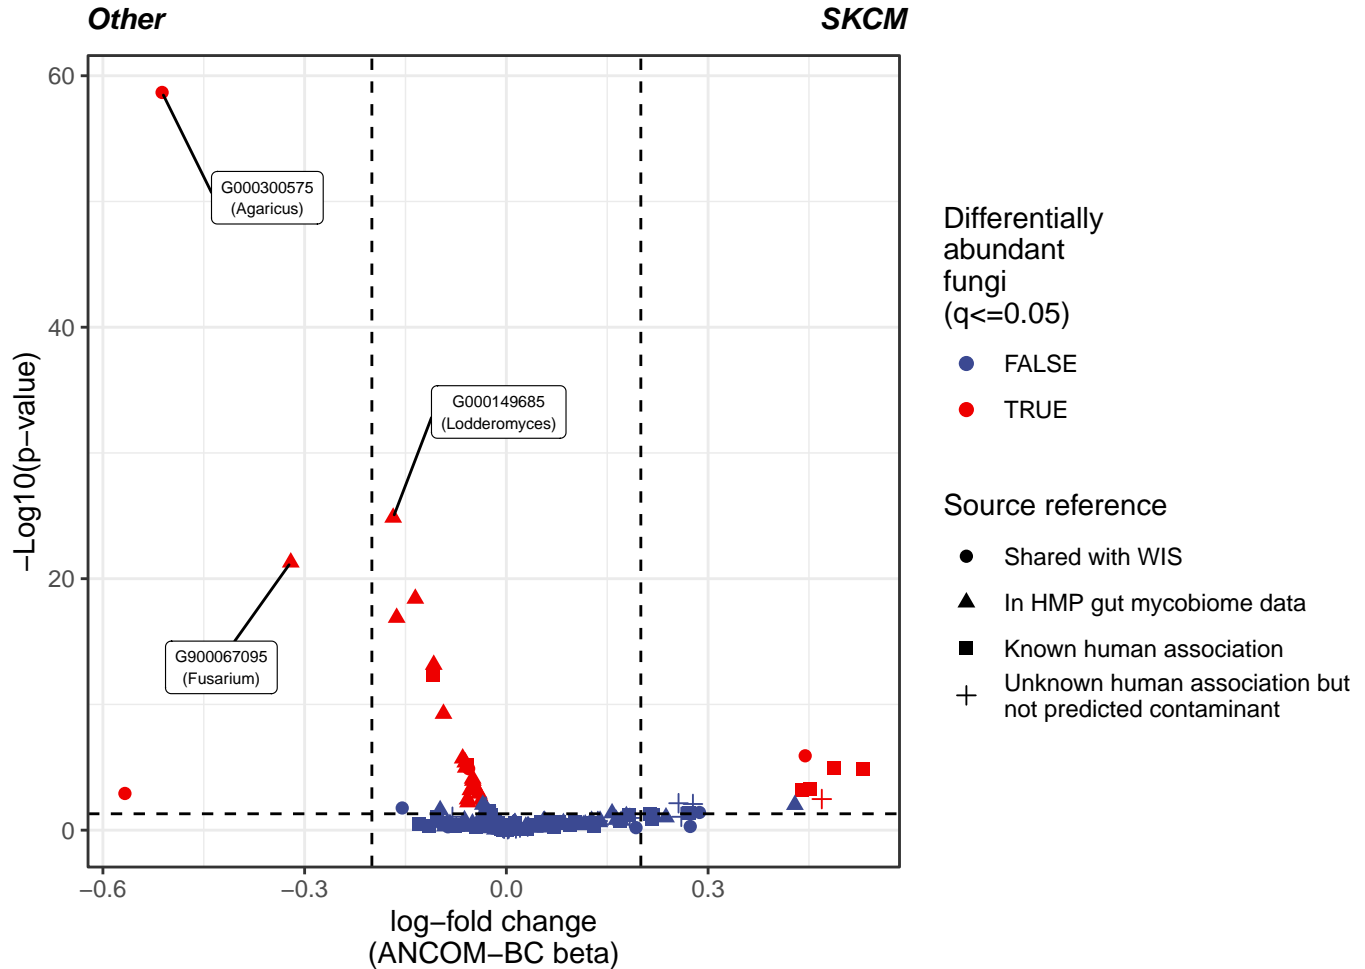 Other
SKCM
60
40
20
0
−Log10(p−value)
G000300575
(Agaricus)
G000149685
(Lodderomyces)
G900067095
(Fusarium)
−0.6
−0.3
0.0
0.3
log−fold change
(ANCOM−BC beta)
Differentially
abundant
fungi
(q<=0.05)
FALSE
TRUE
Source reference
Shared with WIS
In HMP gut mycobiome data
Known human association
Unknown human association but
not predicted contaminant